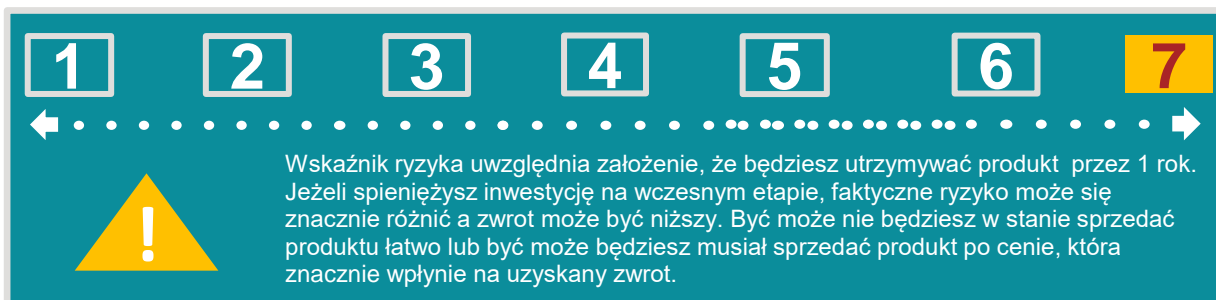 1 2 3 4 5 6 7
Wskaźnik ryzyka uwzględnia założenie, że będziesz utrzymywać produkt przez 1 rok.
Jeżeli spieniężysz inwestycję na wczesnym etapie, faktyczne ryzyko może się
znacznie różnić a zwrot może być niższy. Być może nie będziesz w stanie sprzedać
produktu łatwo lub być może będziesz musiał sprzedać produkt po cenie, która
znacznie wpłynie na uzyskany zwrot.
!